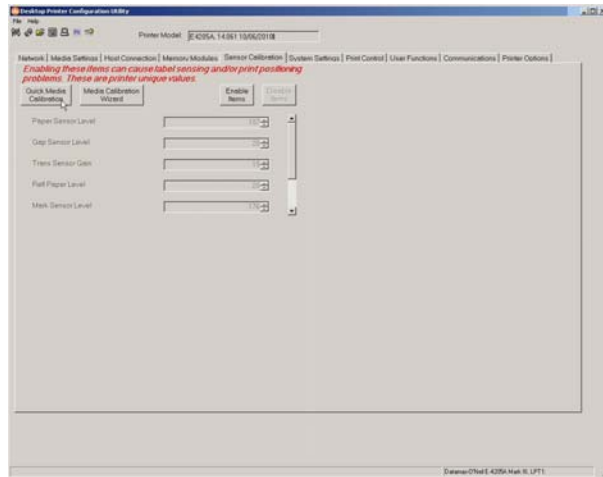 Desktop Printer Configuration Utility
File Help
Printer Model: E4205A, 14.061 10/06/2010
Network Media Settings Host Connection Memory Modules Sensor Calibration System Settings Print Control User Functions Communications Printer Options
Enabling these items can cause label sensing and/or print positioning
problems. These are printer unique values.
Quick Media Calibration Media Calibration Wizard Enable Items Disable Items
Paper Sensor Level
Gap Sensor Level
Trans Sensor Gain
Refl Paper Level
Mark Sensor Level
Datamax-O'Neil E-4205A Mark III, LPT1: